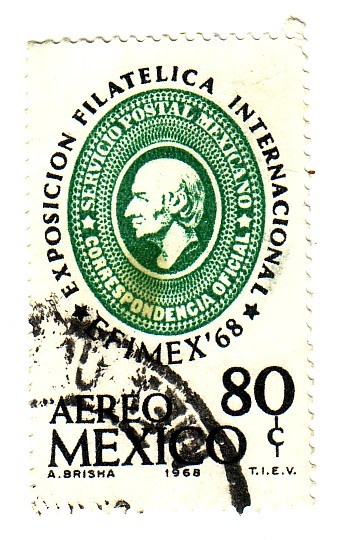 ★ EXPOSICION FILATELICA INTERNACIONAL ★
EFIMEX'68
★ SERVICIO POSTAL MEXICANO ★
CORRESPONDENCIA OFICIAL
80
¢
AEREO
MEXICO
A.BRISHA 1968 T.I.E.V.